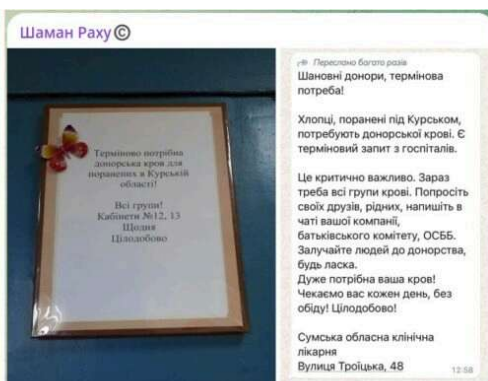 Шаман Раху©
Терміново потрібна
донорська кров для
поранених в Курській
області!
Всі групи!
Кабінети №12, 13
Щодня
Цілодобово
Переслано багато разів
Шановні донори, термінова
потреба!
Хлопці, поранені під Курськом,
потребують донорської крові. Є
терміновий запит з госпіталів.
Це критично важливо. Зараз
треба всі групи крові. Попросіть
своїх друзів, рідних, напишіть в
чаті вашої компанії,
батьківського комітету, ОСББ.
Залучайте людей до донорства,
будь ласка.
Дуже потрібна ваша кров!
Чекаємо вас кожен день, без
обіду! Цілодобово!
Сумська обласна клінічна
лікарня
Вулиця Троїцька, 48
12:58